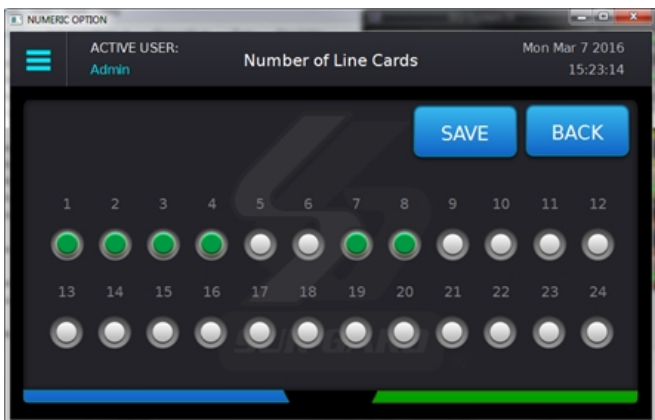 NUMERIC OPTION
ACTIVE USER:
Admin
Number of Line Cards
Mon Mar 7 2016
15:23:14
SAVE
BACK
1 2 3 4 5 6 7 8 9 10 11 12
13 14 15 16 17 18 19 20 21 22 23 24